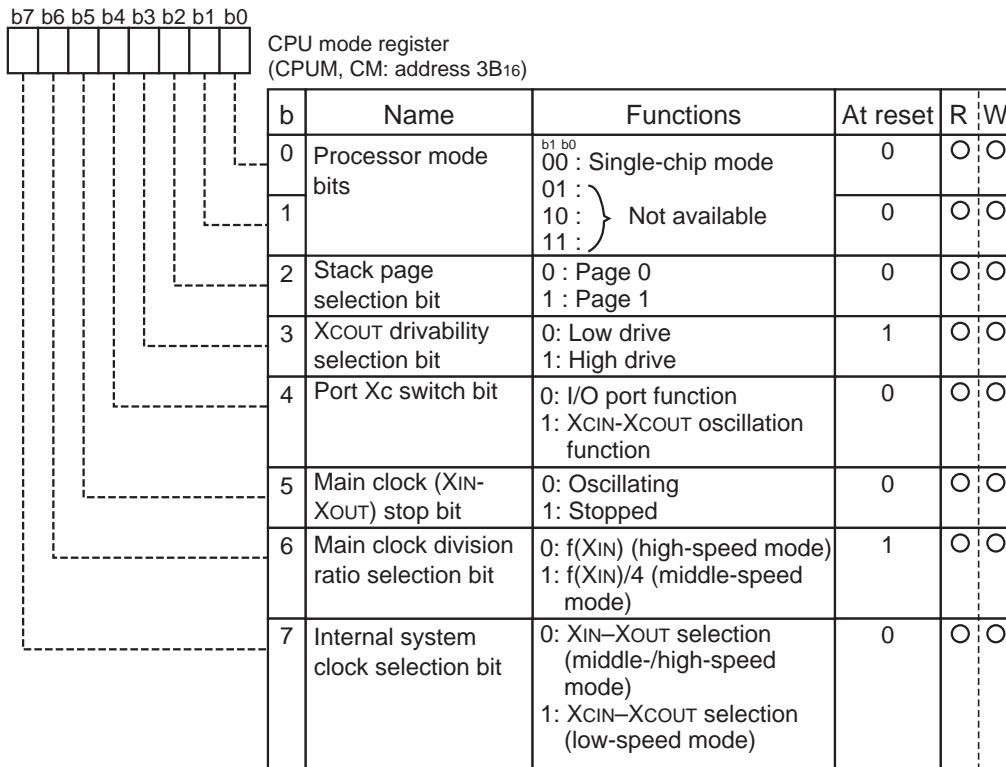 b7 b6 b5 b4 b3 b2 b1 b0
CPU mode register
(CPUM, CM: address 3B16)
b Name Functions At reset R W
0 Processor mode bits
b1 b0
00 : Single-chip mode
01 :
10 : Not available
11 :
0
1 0
2 Stack page selection bit
0 : Page 0
1 : Page 1
0
3 XCOUT drivability selection bit
0: Low drive
1: High drive
1
4 Port Xc switch bit
0: I/O port function
1: XCIN-XCOUT oscillation
function
0
5 Main clock (XIN-
XOUT) stop bit
0: Oscillating
1: Stopped
0
6 Main clock division
ratio selection bit
0: f(XIN) (high-speed mode)
1: f(XIN)/4 (middle-speed
mode)
1
7 Internal system
clock selection bit
0: XIN–XOUT selection
(middle-/high-speed
mode)
1: XCIN–XCOUT selection
(low-speed mode)
0